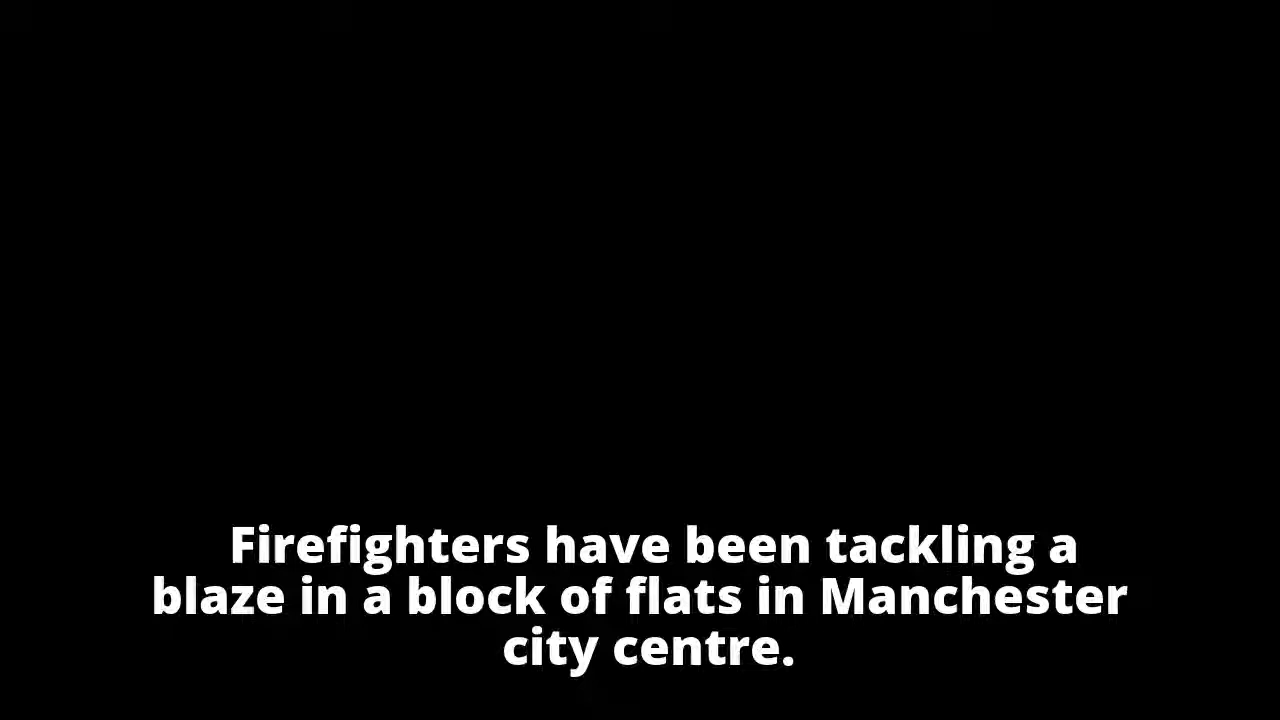 Firefighters have been tackling a
blaze in a block of flats in Manchester
city centre.